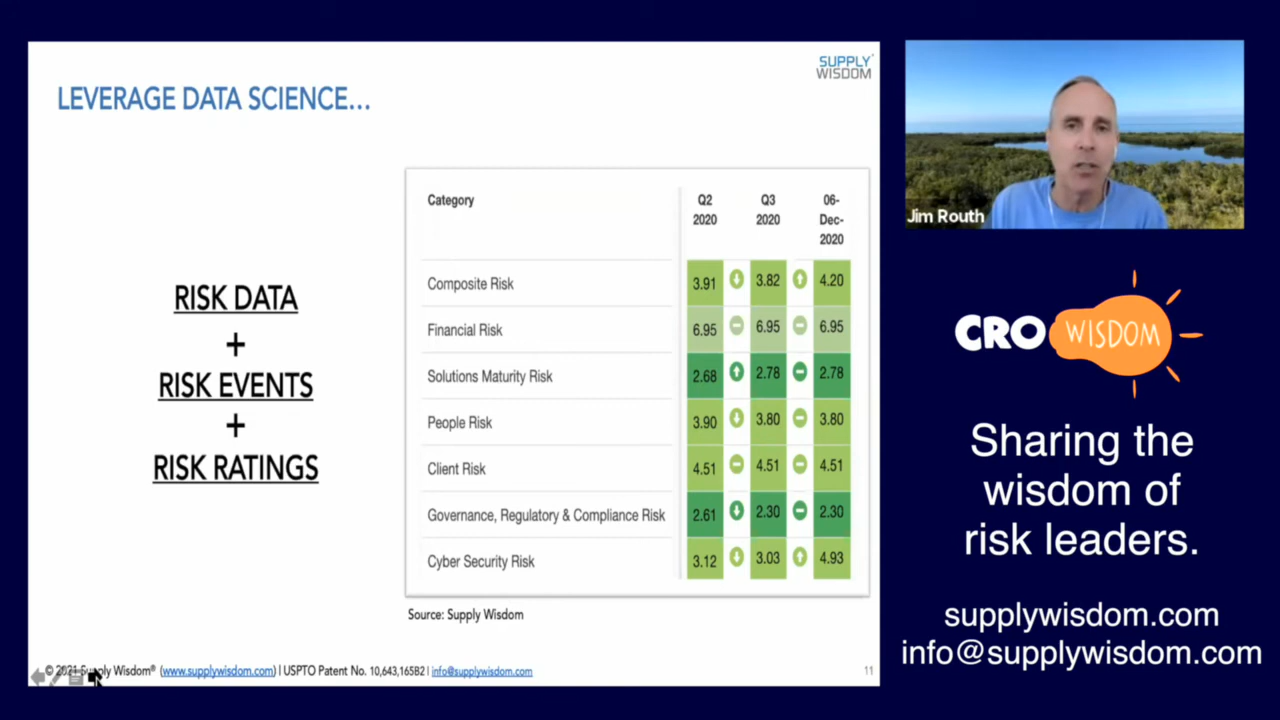 SUPPLY
WISDOM
LEVERAGE DATA SCIENCE...
RISK DATA
+
RISK EVENTS
+
RISK RATINGS
Category Q2 2020 Q3 2020 06-Dec-2020
Composite Risk 3.91 3.82 4.20
Financial Risk 6.95 6.95 6.95
Solutions Maturity Risk 2.68 2.78 2.78
People Risk 3.90 3.80 3.80
Client Risk 4.51 4.51 4.51
Governance, Regulatory & Compliance Risk 2.61 2.30 2.30
Cyber Security Risk 3.12 3.03 4.93
Source: Supply Wisdom
© 2021 Supply Wisdom® (www.supplywisdom.com) | USPTO Patent No. 10,643,16582 | info@supplywisdom.com 11
Jim Routh
CRO WISDOM
Sharing the
wisdom of
risk leaders.
supplywisdom.com
info@supplywisdom.com